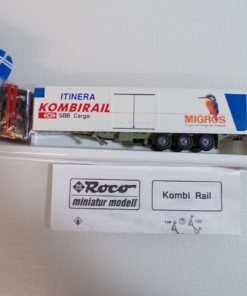 ITINERA
KOMBIRAIL
SBB Cargo
MIGROS
Roco
miniatur modell
Kombi Rail